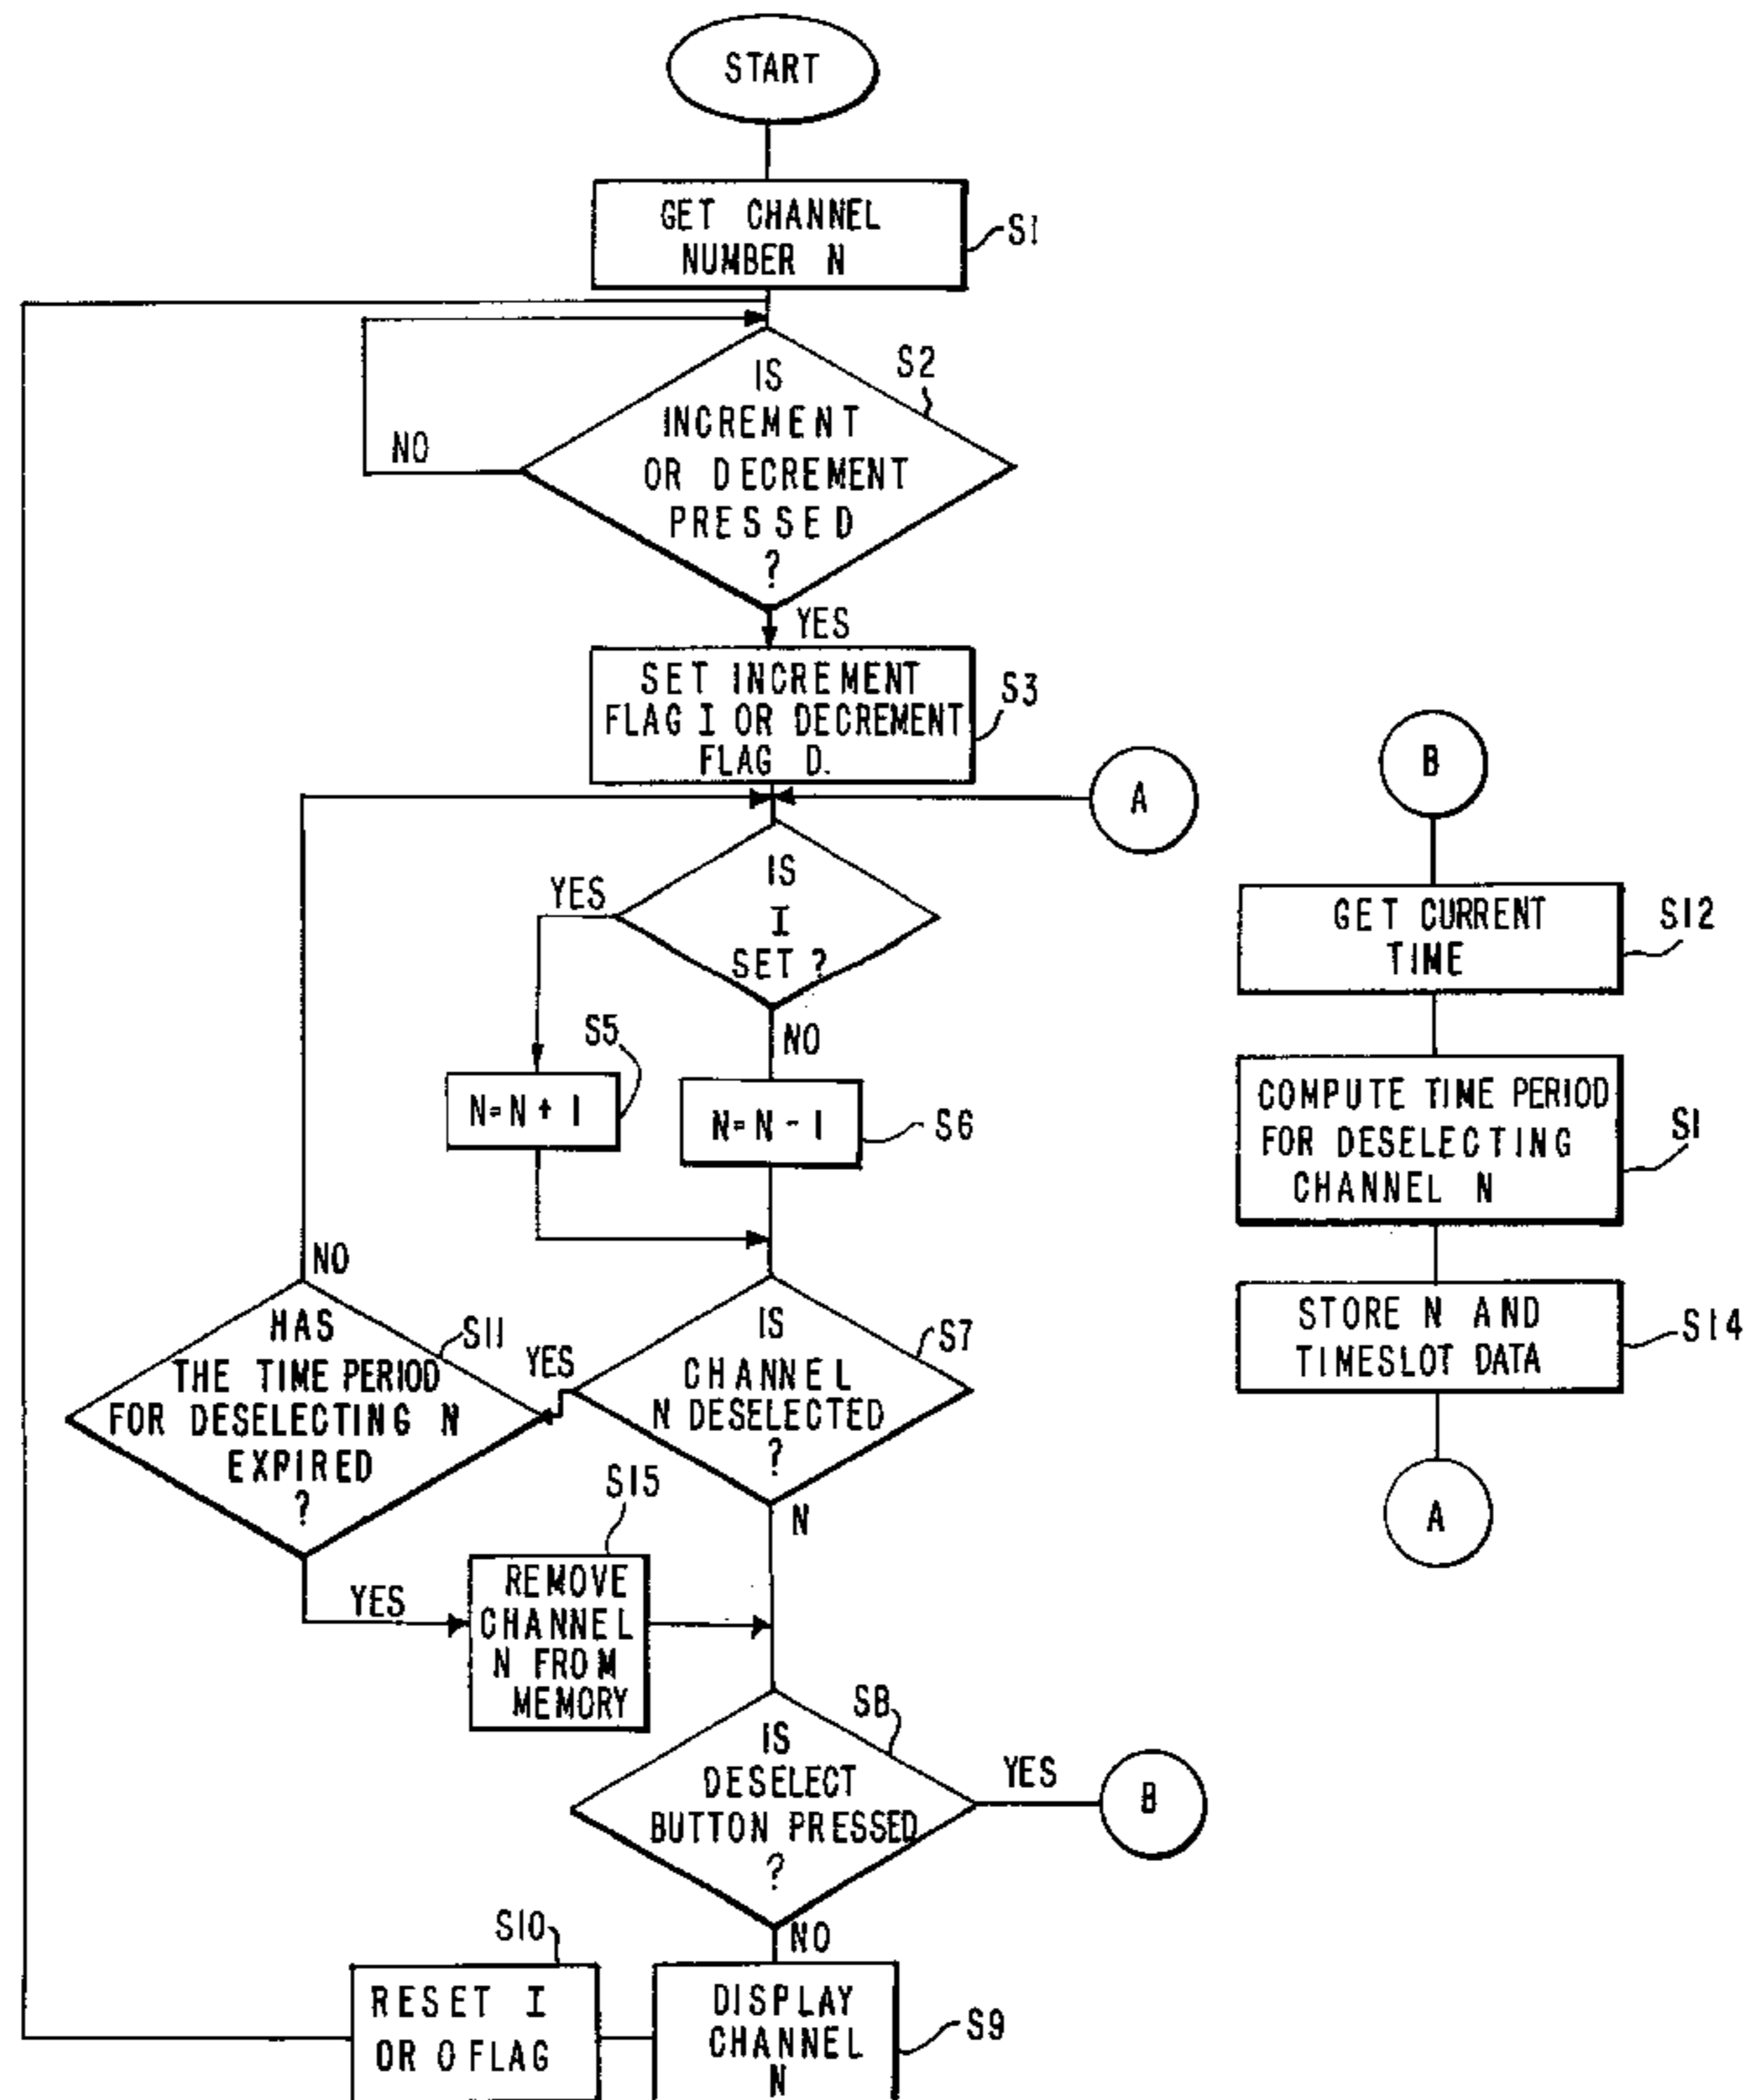 START
GET CHANNEL
NUMBER N
S1
IS
INCREMENT
OR DECREMENT
PRESSED
?
S2
NO
YES
SET INCREMENT
FLAG I OR DECREMENT
FLAG D.
S3
A
IS
I
SET ?
YES
NO
S5
N=N + 1
N=N - 1
S6
IS
CHANNEL
N DESELECTED
?
S7
YES
N
HAS
THE TIME PERIOD
FOR DESELECTING N
EXPIRED
?
S11
NO
YES
S15
REMOVE
CHANNEL
N FROM
MEMORY
IS
DESELECT
BUTTON PRESSED
?
S8
YES
B
NO
DISPLAY
CHANNEL
N
S9
S10
RESET I
OR O FLAG
B
GET CURRENT
TIME
S12
COMPUTE TIME PERIOD
FOR DESELECTING
CHANNEL N
S1
STORE N AND
TIMESLOT DATA
S14
A